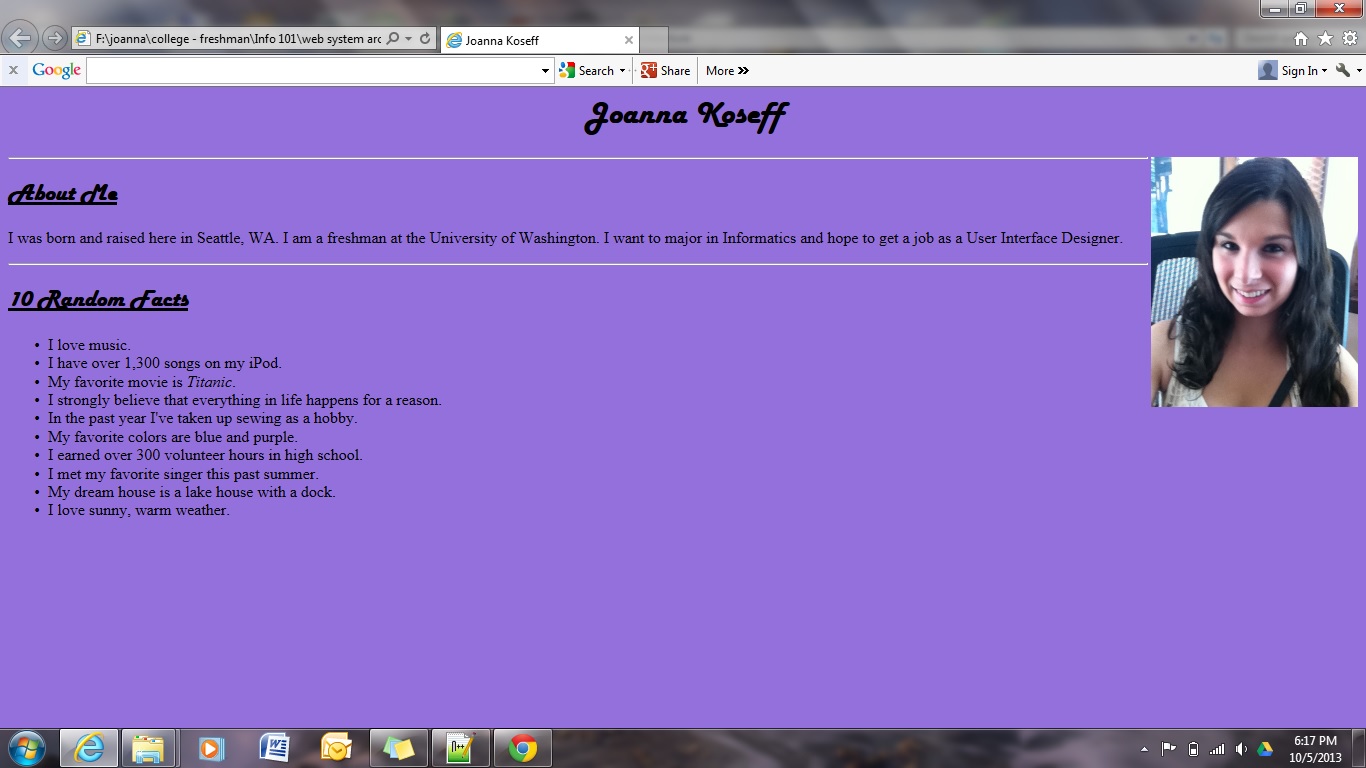 F:\joanna\college - freshman\Info 101\web system arc
Joanna Koseff
x Google Search Share More » Sign In
Joanna Koseff
About Me
I was born and raised here in Seattle, WA. I am a freshman at the University of Washington. I want to major in Informatics and hope to get a job as a User Interface Designer.
10 Random Facts
• I love music.
• I have over 1,300 songs on my iPod.
• My favorite movie is Titanic.
• I strongly believe that everything in life happens for a reason.
• In the past year I've taken up sewing as a hobby.
• My favorite colors are blue and purple.
• I earned over 300 volunteer hours in high school.
• I met my favorite singer this past summer.
• My dream house is a lake house with a dock.
• I love sunny, warm weather.
6:17 PM
10/5/2013